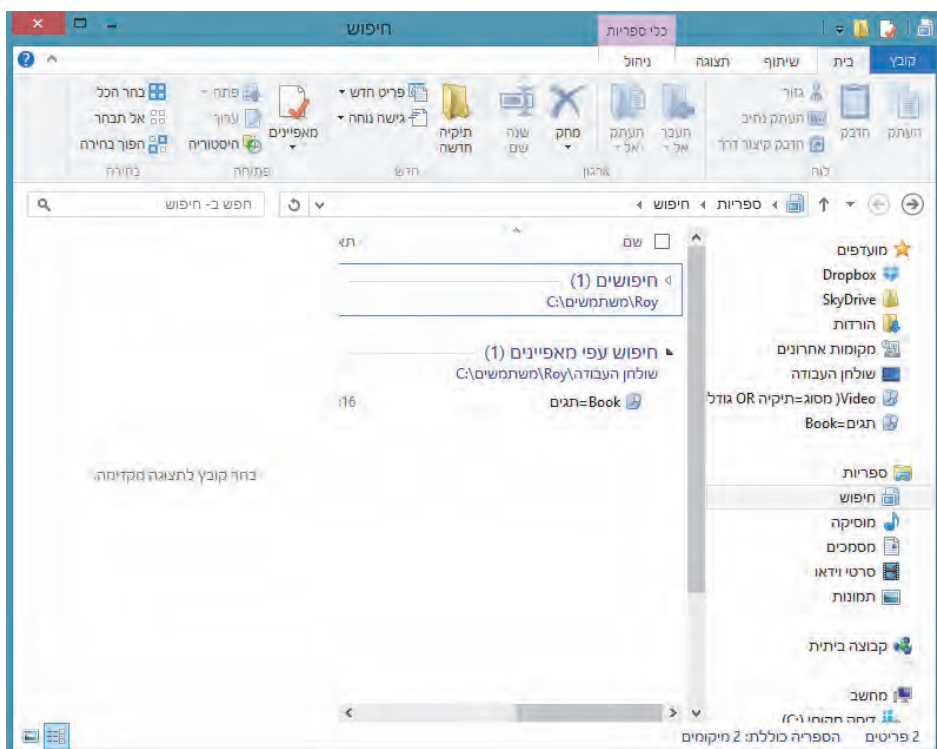 חיפוש
כלי ספריות
קובץ
בית
שיתוף
תצוגה
ניהול
העתק
הדבק
גזור
העתק נתיב
הדבק קיצור דרך
לוח
העבר אל
העתק אל
מחק
שנה שם
ארגון
תיקיה חדשה
פריט חדש
גישה נוחה
חדש
מאפיינים
פתח
ערוך
היסטוריה
פתיחה
בחר הכל
אל תבחר
הפוך בחירה
בחירה
ספריות
חיפוש
חפש ב- חיפוש
מועדפים
Dropbox
SkyDrive
הורדות
מקומות אחרונים
שולחן העבודה
Video( מסוג=תיקיה OR גודל
תגים=Book
ספריות
חיפוש
מוסיקה
מסמכים
סרטי וידאו
תמונות
קבוצה ביתית
מחשב
שם
תא
חיפושים (1)
C:\משתמשים\Roy
חיפוש עפי מאפיינים (1)
C:\משתמשים\Roy\שולחן העבודה
תגים=Book
16
בחר קובץ לתצוגה מקדימה.
2 פריטים
הספריה כוללת: 2 מיקומים